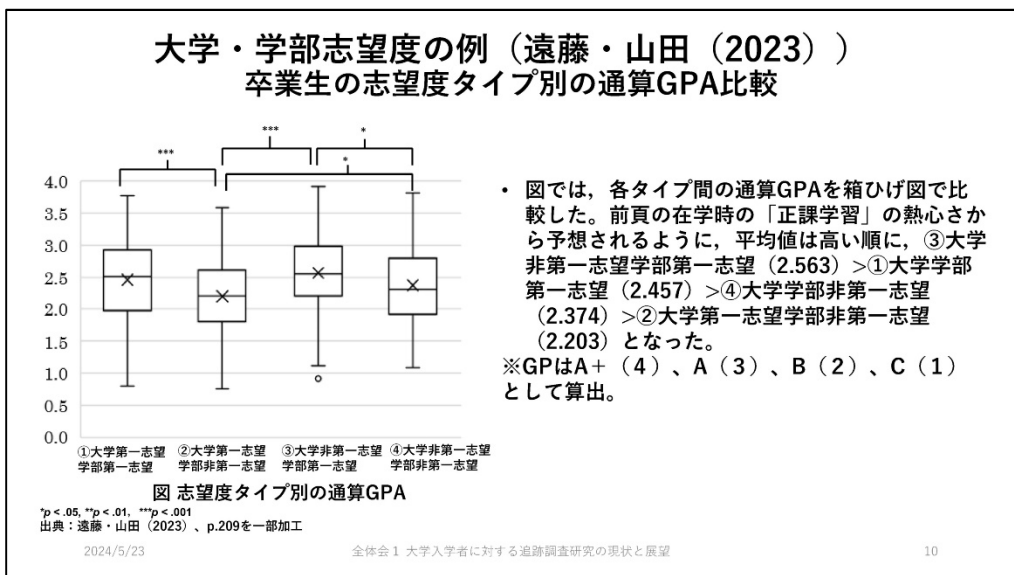 大学・学部志望度の例（遠藤・山田（2023））
卒業生の志望度タイプ別の通算GPA比較
***
***
*
*
4.0
3.5
3.0
2.5
2.0
1.5
1.0
0.5
0.0
①大学第一志望
学部第一志望
②大学第一志望
学部非第一志望
③大学非第一志望
学部第一志望
④大学非第一志望
学部非第一志望
図 志望度タイプ別の通算GPA
*p < .05, **p < .01, ***p < .001
出典：遠藤・山田（2023）、p.209を一部加工
• 図では，各タイプ間の通算GPAを箱ひげ図で比
較した。前頁の在学時の「正課学習」の熱心さか
ら予想されるように，平均値は高い順に，③大学
非第一志望学部第一志望（2.563）>①大学学部
第一志望（2.457）>④大学学部非第一志望
（2.374）>②大学第一志望学部非第一志望
（2.203）となった。
※GPはA＋（4）、A（3）、B（2）、C（1）
として算出。
2024/5/23
全体会１ 大学入学者に対する追跡調査研究の現状と展望
10